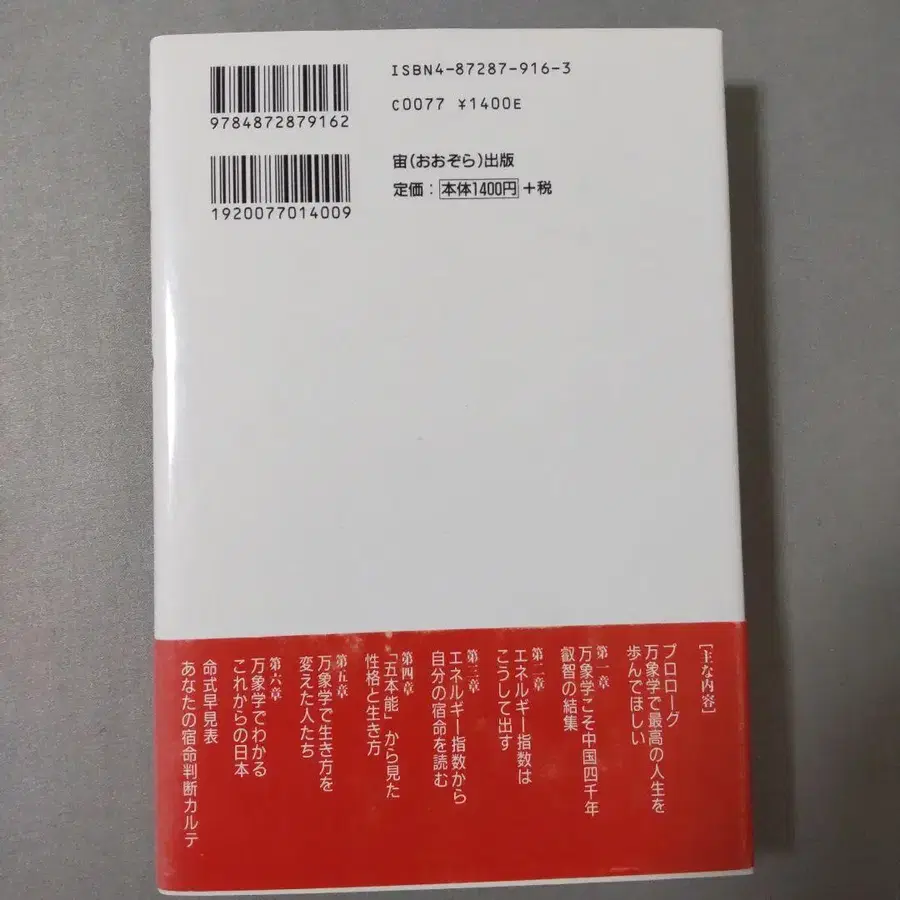 ISBN4-87287-916-3
C0077 ¥1400E
9784872879162
宙(おおぞら)出版
定価：本体1400円+税
1920077014009
[主な内容]
プロローグ
万象学で最高の人生を
歩んでほしい
第一章
万象学こそ中国四千年
叡智の結集
第二章
エネルギー指数は
こうして出す
第三章
エネルギー指数から
自分の宿命を読む
第四章
「五本能」から見た
性格と生き方
第五章
万象学で生き方を
変えた人たち
第六章
万象学でわかる
これからの日本
命式早見表
あなたの宿命判断カルテ